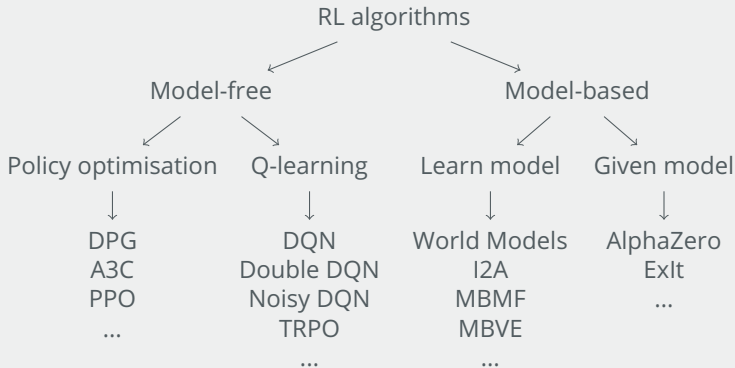 RL algorithms
Model-free Model-based
Policy optimisation Q-learning Learn model Given model
DPG DQN World Models AlphaZero
A3C Double DQN I2A ExIt
PPO Noisy DQN MBMF ...
... TRPO MBVE
... ...